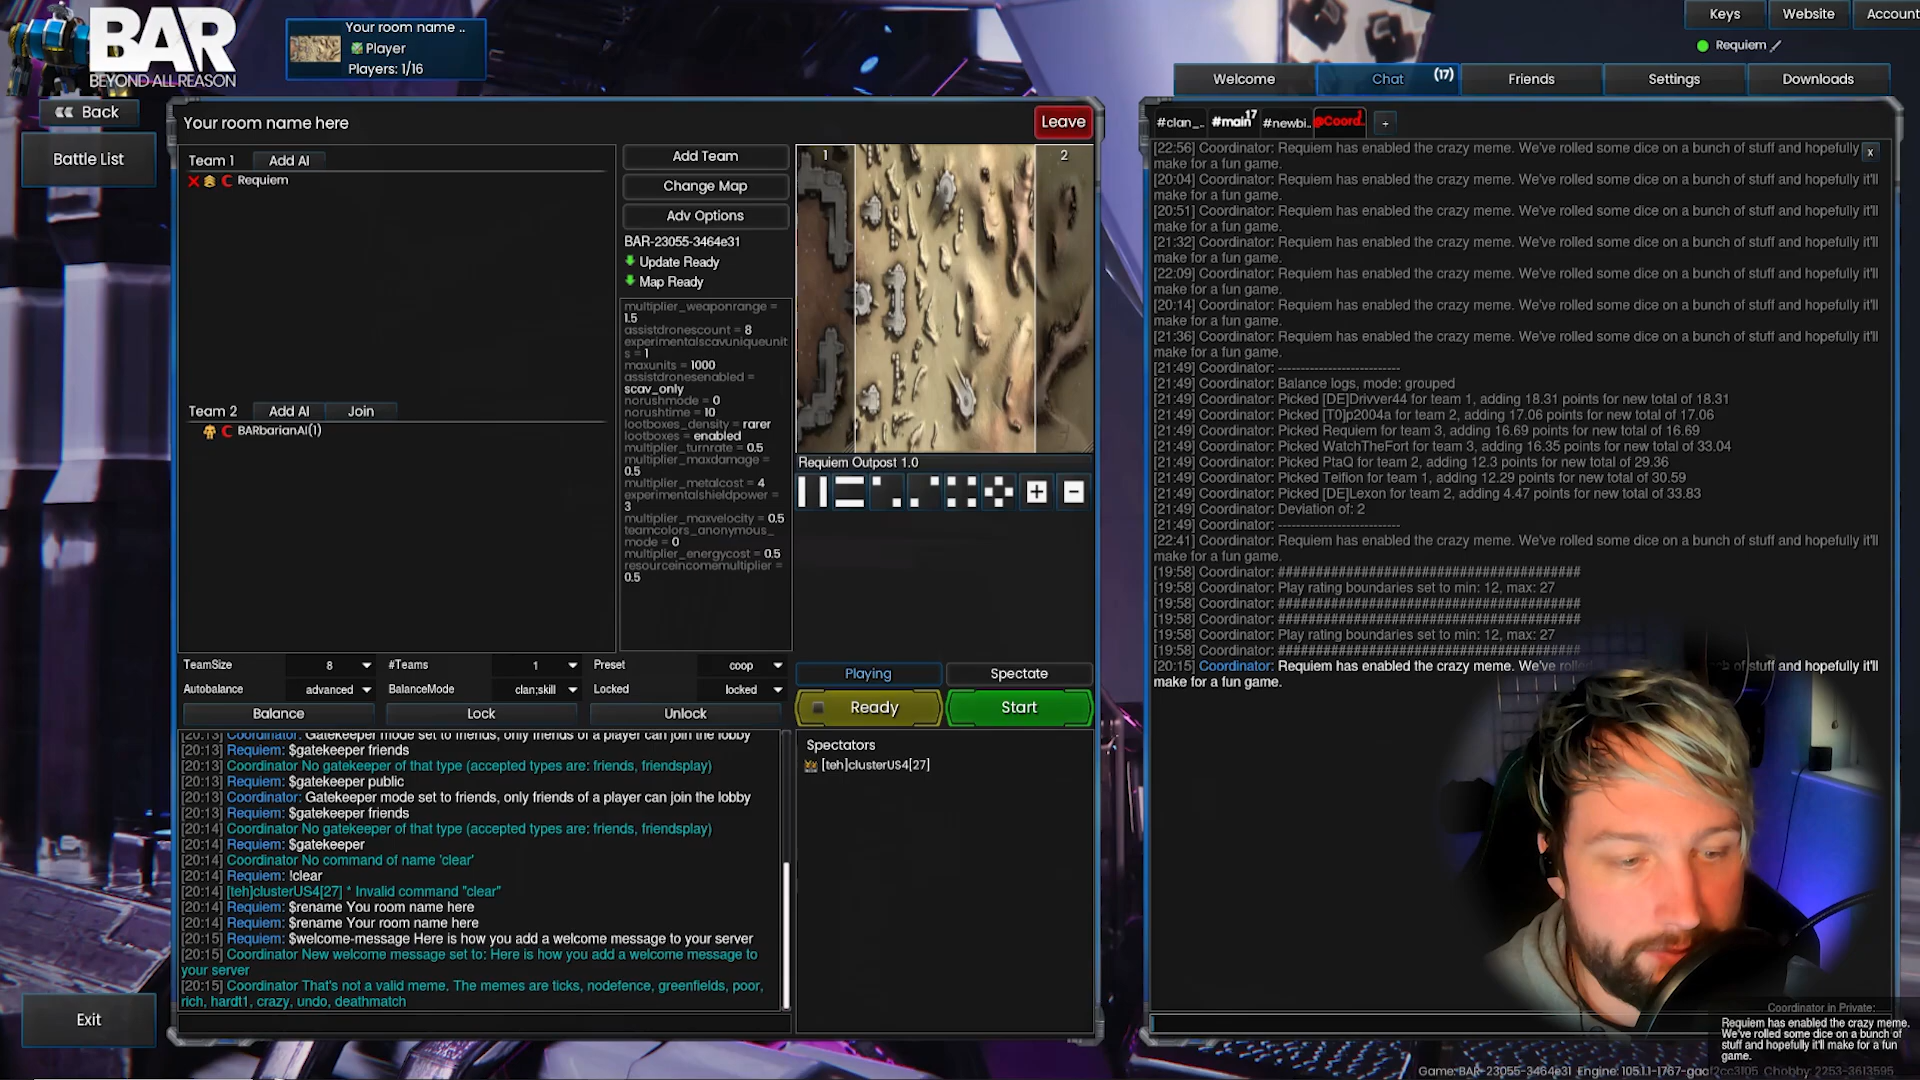 BAR
BEYOND ALL REASON
Your room name ..
Player
Players: 1/16
Keys
Website
Account
Requiem
Welcome
Chat
(17)
Friends
Settings
Downloads
Back
Battle List
Exit
Your room name here
Leave
Team 1
Add AI
Requiem
Team 2
Add AI
Join
BARbarianAI(1)
Add Team
Change Map
Adv Options
BAR-23055-3464e31
Update Ready
Map Ready
multiplier_weaponrange =
1.5
assistdronescount = 8
experimentalscavuniqueunit
s = 1
maxunits = 1000
assistdronesenabled =
scav_only
norushmode = 0
norushtime = 10
lootboxes_density = rarer
lootboxes = enabled
multiplier_turnrate = 0.5
multiplier_maxdamage =
0.5
multiplier_metalcost = 4
experimentalshieldpower =
3
multiplier_maxvelocity = 0.5
teamcolors_anonymous_
mode = 0
multiplier_energycost = 0.5
resourceincomemultiplier =
0.5
1
2
Requiem Outpost 1.0
TeamSize
8
#Teams
1
Preset
coop
Autobalance
advanced
BalanceMode
clan;skill
Locked
locked
Balance
Lock
Unlock
Playing
Spectate
Ready
Start
Spectators
[teh]clusterUS4[27]
[20:13] Coordinator: Gatekeeper mode set to friends, only friends of a player can join the lobby
[20:13] Requiem: $gatekeeper friends
[20:13] Coordinator No gatekeeper of that type (accepted types are: friends, friendsplay)
[20:13] Requiem: $gatekeeper public
[20:13] Coordinator: Gatekeeper mode set to friends, only friends of a player can join the lobby
[20:13] Requiem: $gatekeeper friends
[20:14] Coordinator No gatekeeper of that type (accepted types are: friends, friendsplay)
[20:14] Requiem: $gatekeeper
[20:14] Coordinator No command of name 'clear'
[20:14] Requiem: !clear
[20:14] [teh]clusterUS4[27] * Invalid command "clear"
[20:14] Requiem: $rename You room name here
[20:14] Requiem: $rename Your room name here
[20:15] Requiem: $welcome-message Here is how you add a welcome message to your server
[20:15] Coordinator New welcome message set to: Here is how you add a welcome message to
your server
[20:15] Coordinator That's not a valid meme. The memes are ticks, nodefence, greenfields, poor,
rich, hardt1, crazy, undo, deathmatch
#clan_..
#main 17
#newbi..
@Coord..
+
x
[22:56] Coordinator: Requiem has enabled the crazy meme. We've rolled some dice on a bunch of stuff and hopefully it'll
make for a fun game.
[20:04] Coordinator: Requiem has enabled the crazy meme. We've rolled some dice on a bunch of stuff and hopefully it'll
make for a fun game.
[20:51] Coordinator: Requiem has enabled the crazy meme. We've rolled some dice on a bunch of stuff and hopefully it'll
make for a fun game.
[21:32] Coordinator: Requiem has enabled the crazy meme. We've rolled some dice on a bunch of stuff and hopefully it'll
make for a fun game.
[22:09] Coordinator: Requiem has enabled the crazy meme. We've rolled some dice on a bunch of stuff and hopefully it'll
make for a fun game.
[20:14] Coordinator: Requiem has enabled the crazy meme. We've rolled some dice on a bunch of stuff and hopefully it'll
make for a fun game.
[21:36] Coordinator: Requiem has enabled the crazy meme. We've rolled some dice on a bunch of stuff and hopefully it'll
make for a fun game.
[21:49] Coordinator: ---------------------------
[21:49] Coordinator: Balance logs, mode: grouped
[21:49] Coordinator: Picked [DE]Drivver44 for team 1, adding 18.31 points for new total of 18.31
[21:49] Coordinator: Picked [T0]p2004a for team 2, adding 17.06 points for new total of 17.06
[21:49] Coordinator: Picked Requiem for team 3, adding 16.69 points for new total of 16.69
[21:49] Coordinator: Picked WatchTheFort for team 3, adding 16.35 points for new total of 33.04
[21:49] Coordinator: Picked PtaQ for team 2, adding 12.3 points for new total of 29.36
[21:49] Coordinator: Picked Teifion for team 1, adding 12.29 points for new total of 30.59
[21:49] Coordinator: Picked [DE]Lexon for team 2, adding 4.47 points for new total of 33.83
[21:49] Coordinator: Deviation of: 2
[21:49] Coordinator: ---------------------------
[22:41] Coordinator: Requiem has enabled the crazy meme. We've rolled some dice on a bunch of stuff and hopefully it'll
make for a fun game.
[19:58] Coordinator: ########################################
[19:58] Coordinator: Play rating boundaries set to min: 12, max: 27
[19:58] Coordinator: ########################################
[19:58] Coordinator: ########################################
[19:58] Coordinator: Play rating boundaries set to min: 12, max: 27
[19:58] Coordinator: ########################################
[20:15] Coordinator: Requiem has enabled the crazy meme. We've of stuff and hopefully it'll
make for a fun game.
Coordinator in Private:
Requiem has enabled the crazy meme.
We've rolled some dice on a bunch of
stuff and hopefully it'll make for a fun
game.
Game: BAR-23055-3464e31 Engine: 105.1.1-1767- Chobby: 2253-3613595